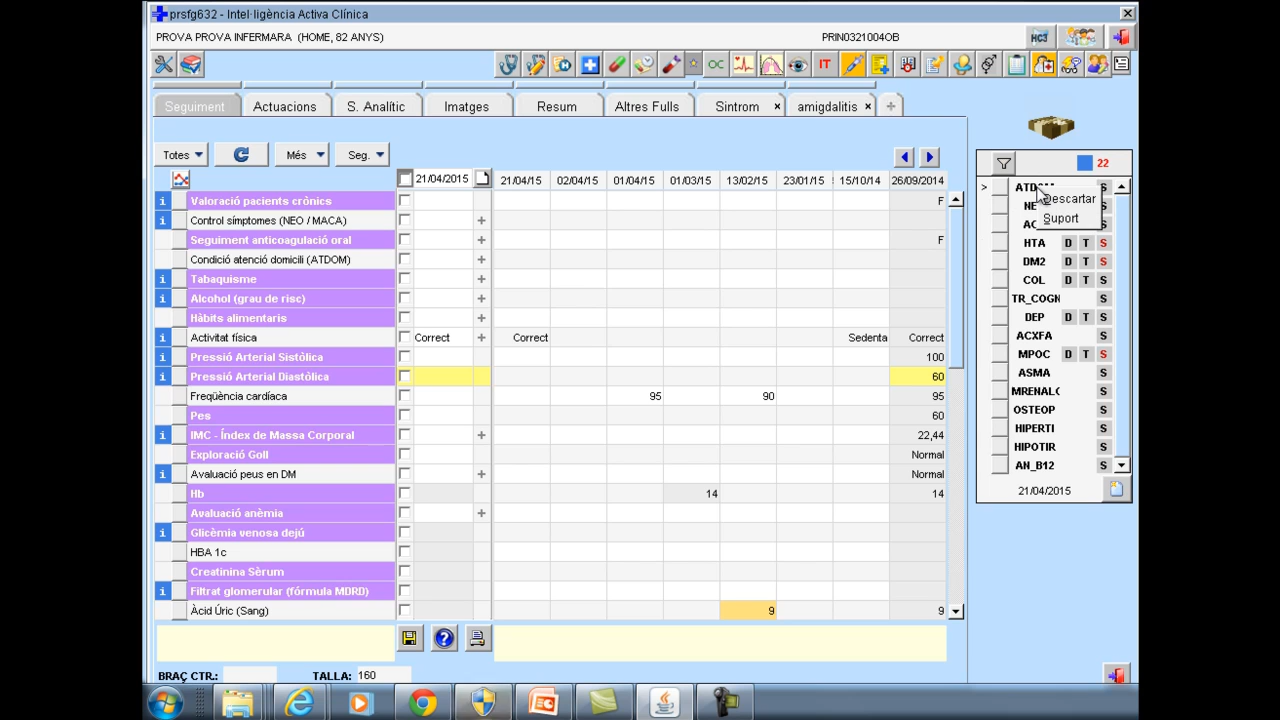 prsfg632 - Intel·ligència Activa Clínica
PROVA PROVA INFERMARA (HOME, 82 ANYS)
PRIN0321004OB
HC3
OC
IT
Seguiment
Actuacions
S. Analític
Imatges
Resum
Altres Fulls
Sintrom ×
amigdalitis ×
+
Totes
Més
Seg.
22
21/04/2015 21/04/15 02/04/15 01/04/15 01/03/15 13/02/15 23/01/15 15/10/14 26/09/2014
i Valoració pacients crònics F
i Control símptomes (NEO / MACA) +
Seguiment anticoagulació oral F
Condició atenció domicili (ATDOM) +
i Tabaquisme +
i Alcohol (grau de risc) +
Hàbits alimentaris +
i Activitat física Correct + Correct Sedenta Correct
i Pressió Arterial Sistòlica 100
i Pressió Arterial Diastòlica 60
Freqüència cardíaca 95 90 95
Pes 60
i IMC - Índex de Massa Corporal + 22,44
Exploració Goll Normal
i Avaluació peus en DM + Normal
Hb 14 14
Avaluació anèmia +
i Glicèmia venosa dejú
HBA 1c
Creatinina Sèrum
i Filtrat glomerular (fórmula MDRD)
Àcid Úric (Sang) 9 9
BRAÇ CTR.:
TALLA: 160
> S
Descartar
NE
Suport
AC
HTA D T S
DM2 D T S
COL D T S
TR_COGN S
DEP D T S
ACXFA S
MPOC D T S
ASMA S
MRENALC S
OSTEOP S
HIPERTI S
HIPOTIR S
AN_B12 S
21/04/2015